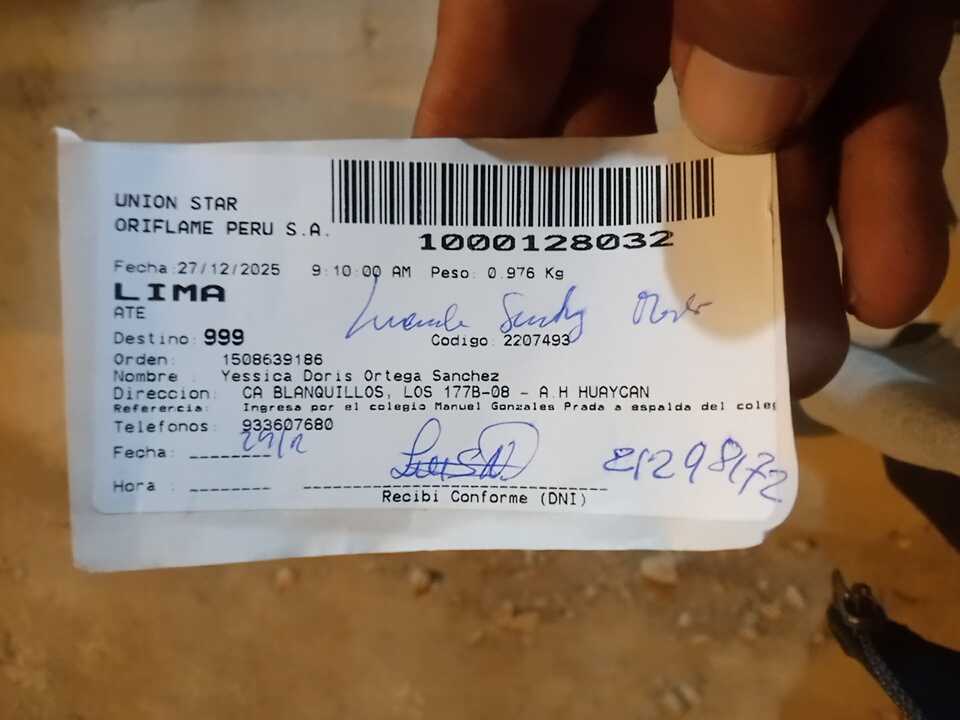 UNION STAR
ORIFLAME PERU S.A.
1000128032
Fecha:27/12/2025 9:10:00 AM Peso: 0.976 Kg
LIMA
ATE
Destino: 999 Codigo: 2207493
Orden: 1508639186
Nombre : Yessica Doris Ortega Sanchez
Direccion: CA BLANQUILLOS, LOS 177B-08 - A.H HUAYCAN
Referencia: Ingresa por el colegio Manuel Gonzales Prada a espalda del coleg
Telefonos: 933607680
Fecha: 29/12
Hora :
Recibi Conforme (DNI)